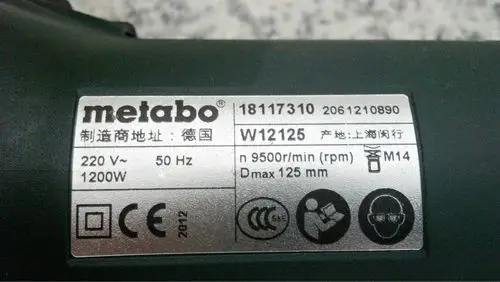 metabo®
18117310 2061210890
制造商地址：德国
W12125 产地:上海闵行
220 V~ 50 Hz
1200W
n 9500r/min (rpm) M14
Dmax 125 mm
CE 2012
CCC S&E